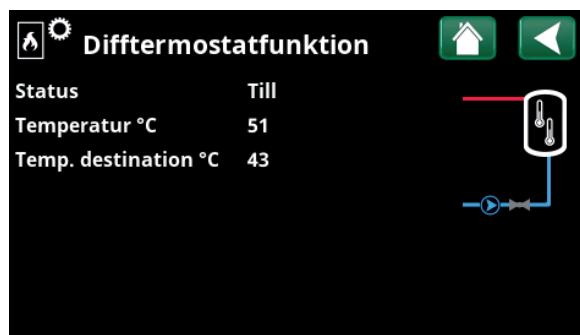 Difftermostatfunktion
Status Till
Temperatur °C 51
Temp. destination °C 43